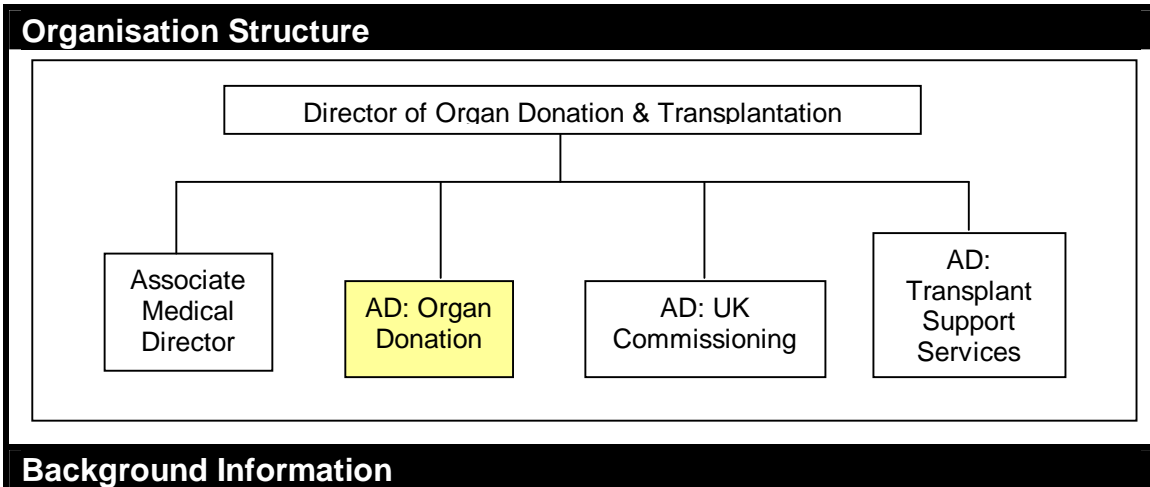 Organisation Structure
Director of Organ Donation & Transplantation
Associate
Medical
Director
AD: Organ
Donation
AD: UK
Commissioning
AD:
Transplant
Support
Services
Background Information